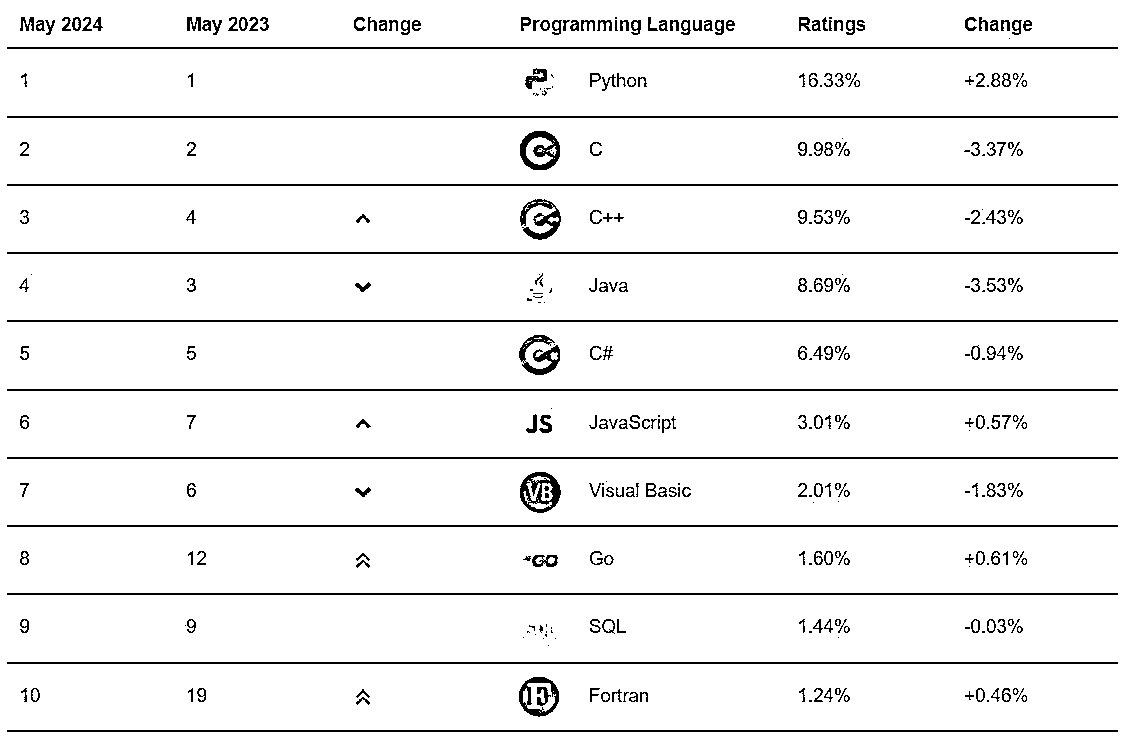 May 2024 May 2023 Change Programming Language Ratings Change
1 1 Python 16.33% +2.88%
2 2 C 9.98% -3.37%
3 4 C++ 9.53% -2.43%
4 3 Java 8.69% -3.53%
5 5 C# 6.49% -0.94%
6 7 JS JavaScript 3.01% +0.57%
7 6 VB Visual Basic 2.01% -1.83%
8 12 GO Go 1.60% +0.61%
9 9 SQL 1.44% -0.03%
10 19 F Fortran 1.24% +0.46%